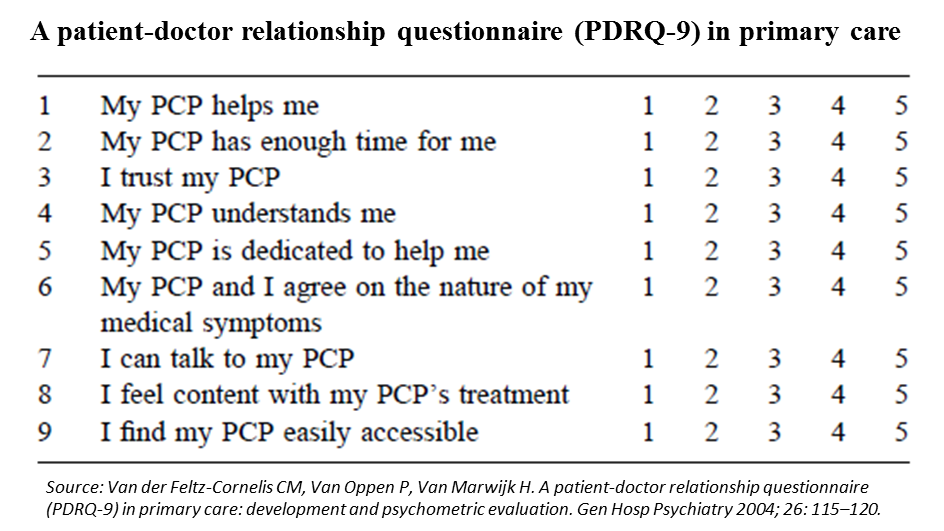 A patient-doctor relationship questionnaire (PDRQ-9) in primary care
1 My PCP helps me 1 2 3 4 5
2 My PCP has enough time for me 1 2 3 4 5
3 I trust my PCP 1 2 3 4 5
4 My PCP understands me 1 2 3 4 5
5 My PCP is dedicated to help me 1 2 3 4 5
6 My PCP and I agree on the nature of my 1 2 3 4 5
medical symptoms
7 I can talk to my PCP 1 2 3 4 5
8 I feel content with my PCP’s treatment 1 2 3 4 5
9 I find my PCP easily accessible 1 2 3 4 5
Source: Van der Feltz-Cornelis CM, Van Oppen P, Van Marwijk H. A patient-doctor relationship questionnaire
(PDRQ-9) in primary care: development and psychometric evaluation. Gen Hosp Psychiatry 2004; 26: 115–120.